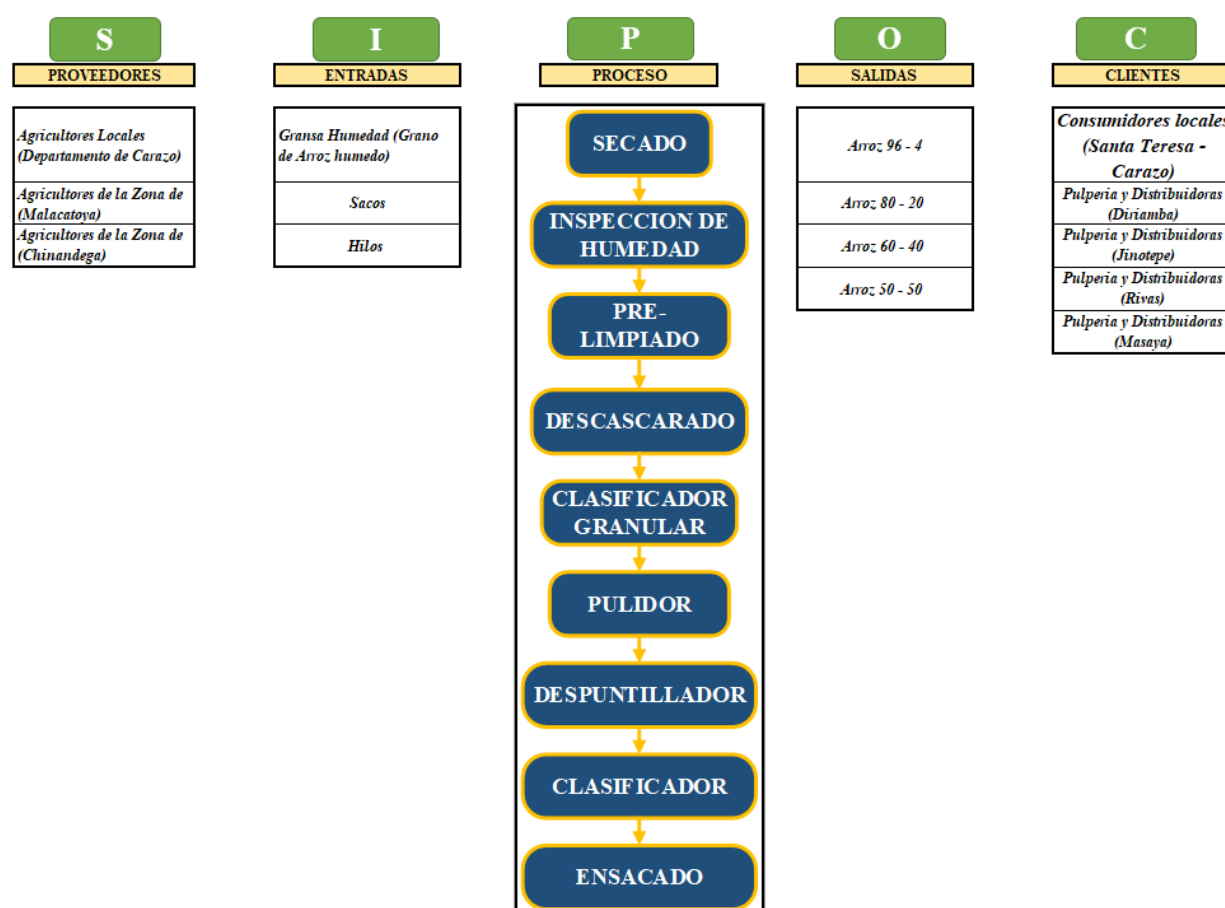 S
I
P
O
C
PROVEEDORES
ENTRADAS
PROCESO
SALIDAS
CLIENTES
Agricultores Locales
(Departamento de Carazo)
Agricultores de la Zona de
(Malacatoya)
Agricultores de la Zona de
(Chinandega)
Gransa Humedad (Grano
de Arroz humedo)
Sacos
Hilos
SECADO
INSPECCION DE
HUMEDAD
PRE-
LIMPIADO
DESCASCARADO
CLASIFICADOR
GRANULAR
PULIDOR
DESPUNTILLADOR
CLASIFICADOR
ENSACADO
Arroz 96 - 4
Arroz 80 - 20
Arroz 60 - 40
Arroz 50 - 50
Consumidores locales
(Santa Teresa -
Carazo)
Pulperia y Distribuidoras
(Diriamba)
Pulperia y Distribuidoras
(Jinotepe)
Pulperia y Distribuidoras
(Rivas)
Pulperia y Distribuidoras
(Masaya)